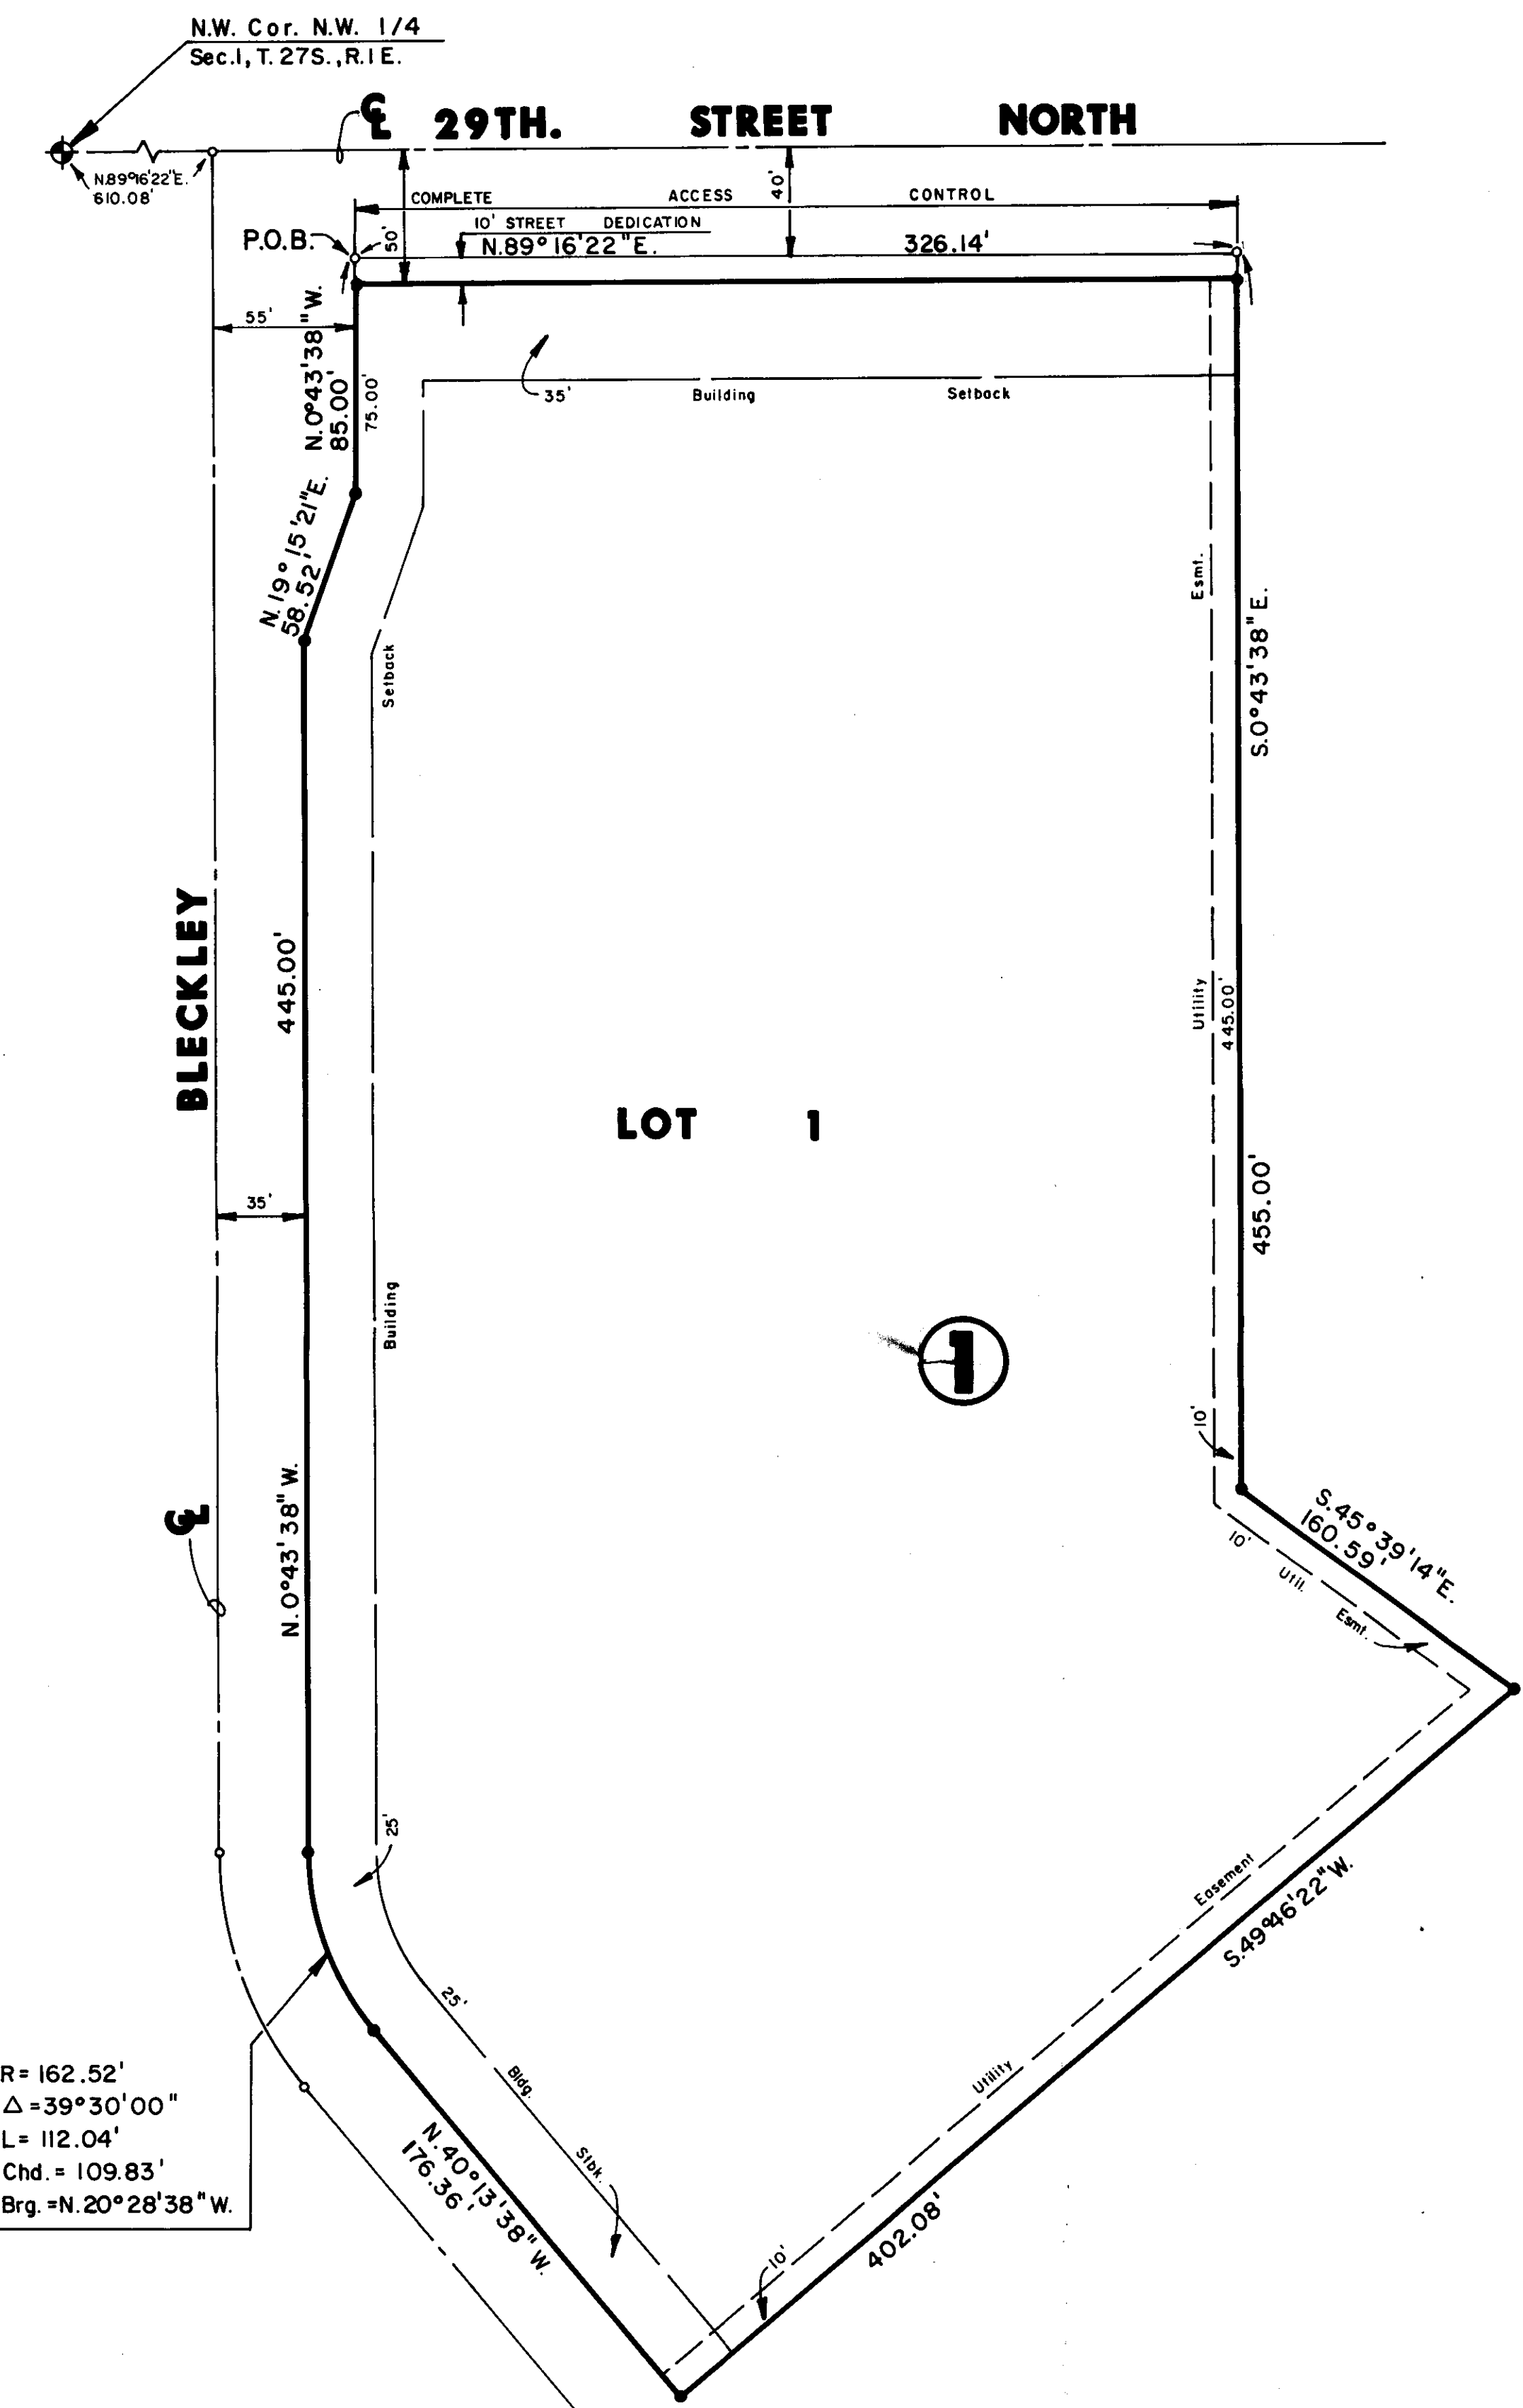 N.W. Cor. N.W. 1/4
Sec.1, T. 27S., R.1E.
℄ 29TH. STREET NORTH
N.89°16'22"E.
610.08'
COMPLETE ACCESS CONTROL
40'
10' STREET DEDICATION
P.O.B.
50'
N.89°16'22"E. 326.14'
55'
N.0°43'38"W.
85.00'
75.00'
35' Building Setback
N.19°15'21"E.
58.52'
Setback
Esmt.
S.0°43'38"E.
BLECKLEY
445.00'
Utility
445.00'
LOT 1
455.00'
35'
Building
1
10'
N.0°43'38"W.
℄
S.45°39'14"E.
160.59'
10' Util. Esmt.
25'
Easement
S.49°46'22"W.
25'
R= 162.52'
△ =39°30'00"
L= 112.04'
Chd. = 109.83'
Brg. =N.20°28'38"W.
Bldg.
Utility
N.40°13'38"W.
176.36'
Stbk.
402.08'
10'